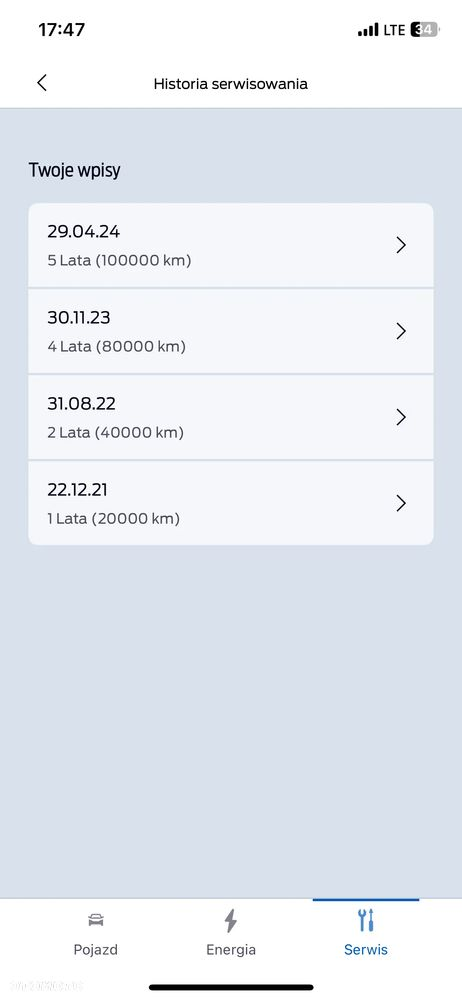 17:47
LTE 34
Historia serwisowania
Twoje wpisy
29.04.24
5 Lata (100000 km)
30.11.23
4 Lata (80000 km)
31.08.22
2 Lata (40000 km)
22.12.21
1 Lata (20000 km)
Pojazd
Energia
Serwis